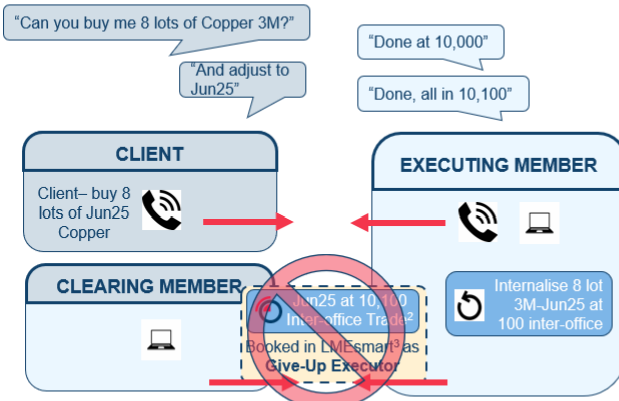 “Can you buy me 8 lots of Copper 3M?”
“And adjust to
Jun25”
“Done at 10,000”
“Done, all in 10,100”
CLIENT
Client– buy 8
lots of Jun25
Copper
EXECUTING MEMBER
CLEARING MEMBER
Jun25 at 10,100
Inter-office Trade²
Booked in LMEsmart³ as
Give-Up Executor
Internalise 8 lot
3M-Jun25 at
100 inter-office